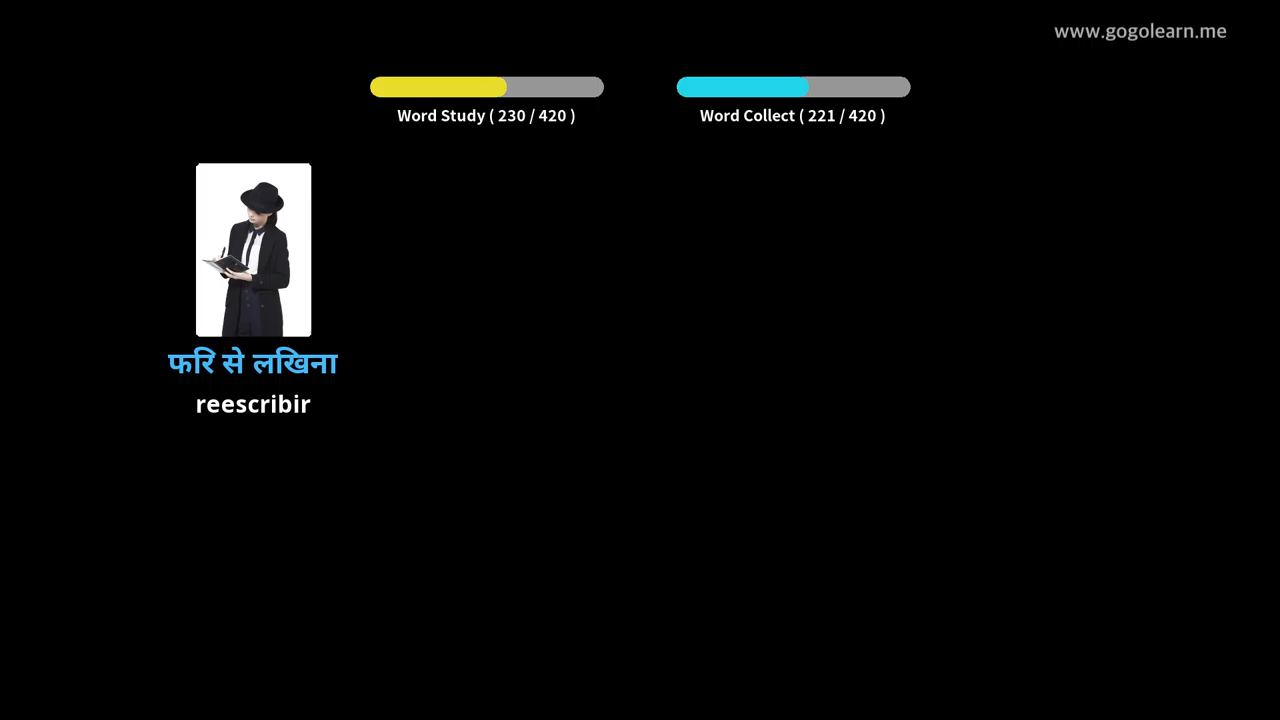 www.gogolearn.me
Word Study ( 230 / 420 )
Word Collect ( 221 / 420 )
फरि से लखिना
reescribir